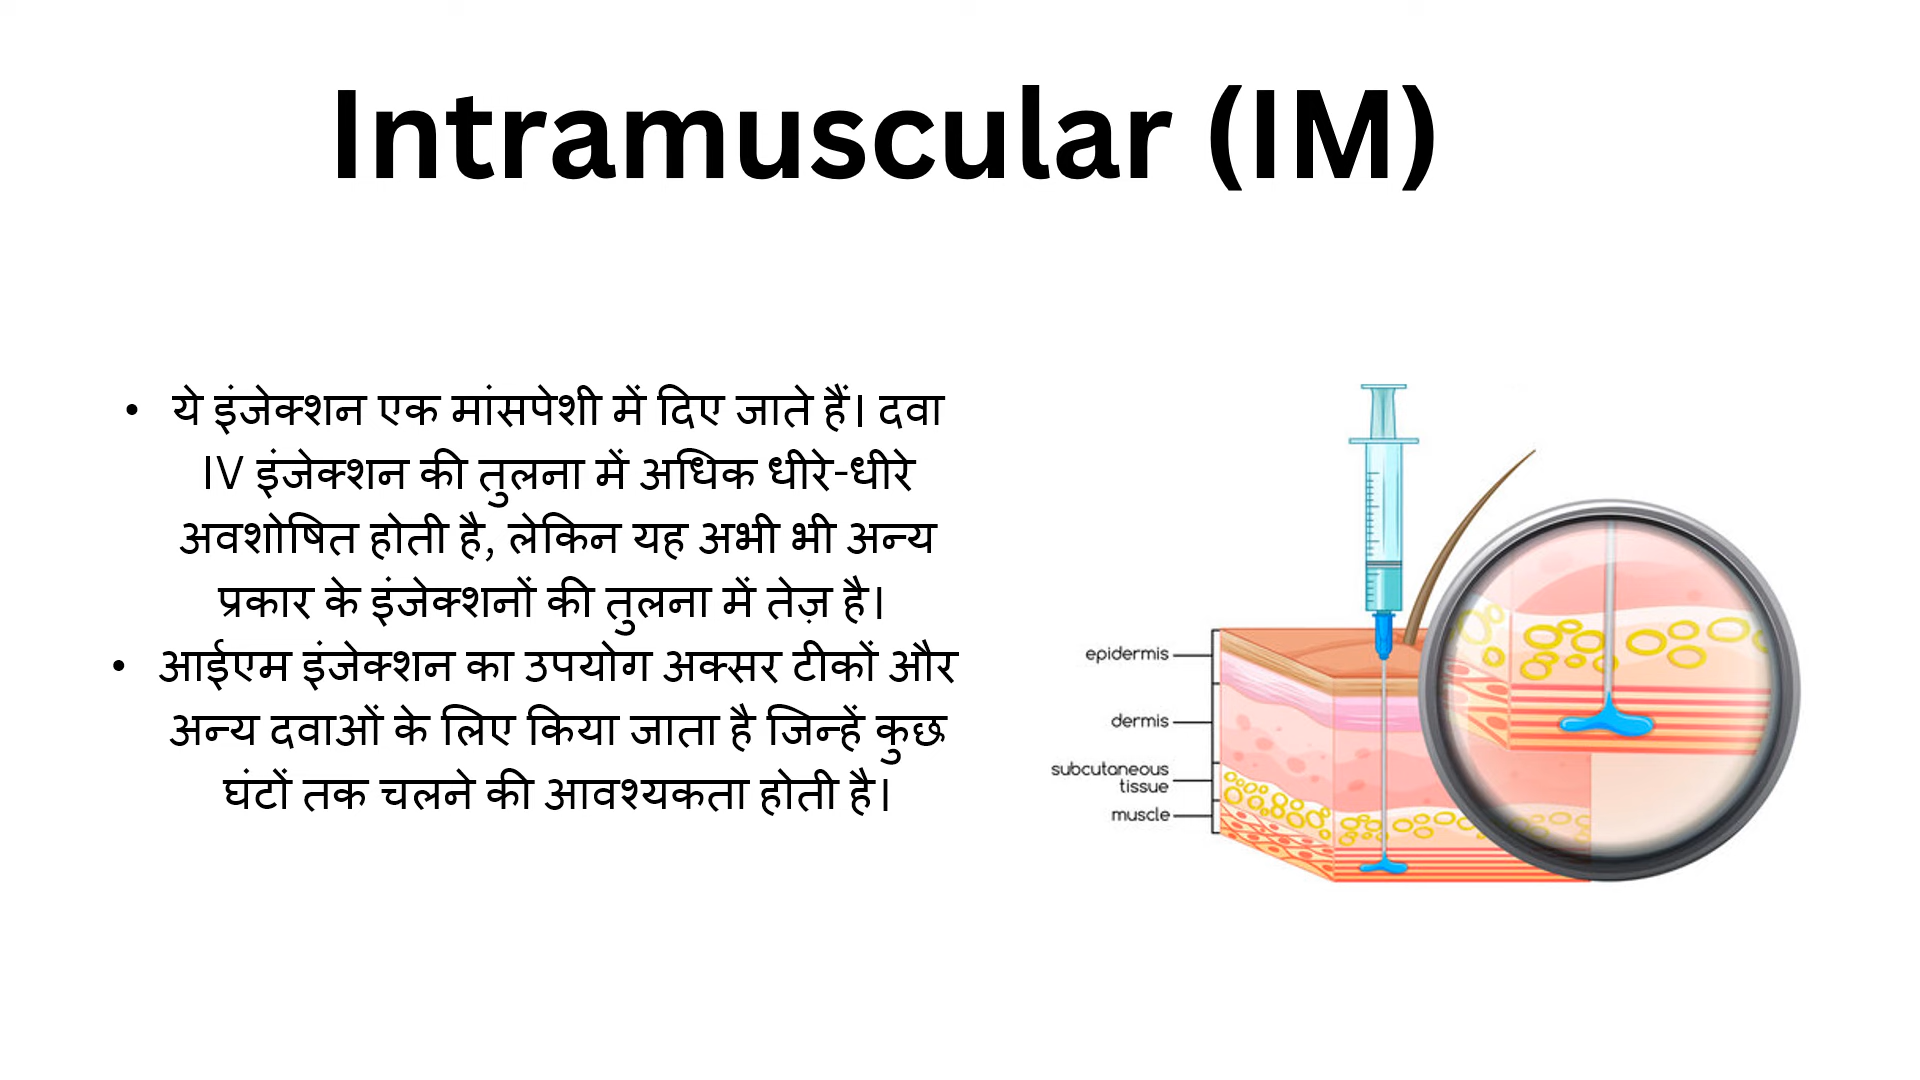 Intramuscular (IM)
• ये इंजेक्शन एक मांसपेशी में दिए जाते हैं। दवा
IV इंजेक्शन की तुलना में अधिक धीरे-धीरे
अवशोषित होती है, लेकिन यह अभी भी अन्य
प्रकार के इंजेक्शनों की तुलना में तेज़ है।
• आईएम इंजेक्शन का उपयोग अक्सर टीकों और
अन्य दवाओं के लिए किया जाता है जिन्हें कुछ
घंटों तक चलने की आवश्यकता होती है।
epidermis
dermis
subcutaneous
tissue
muscle